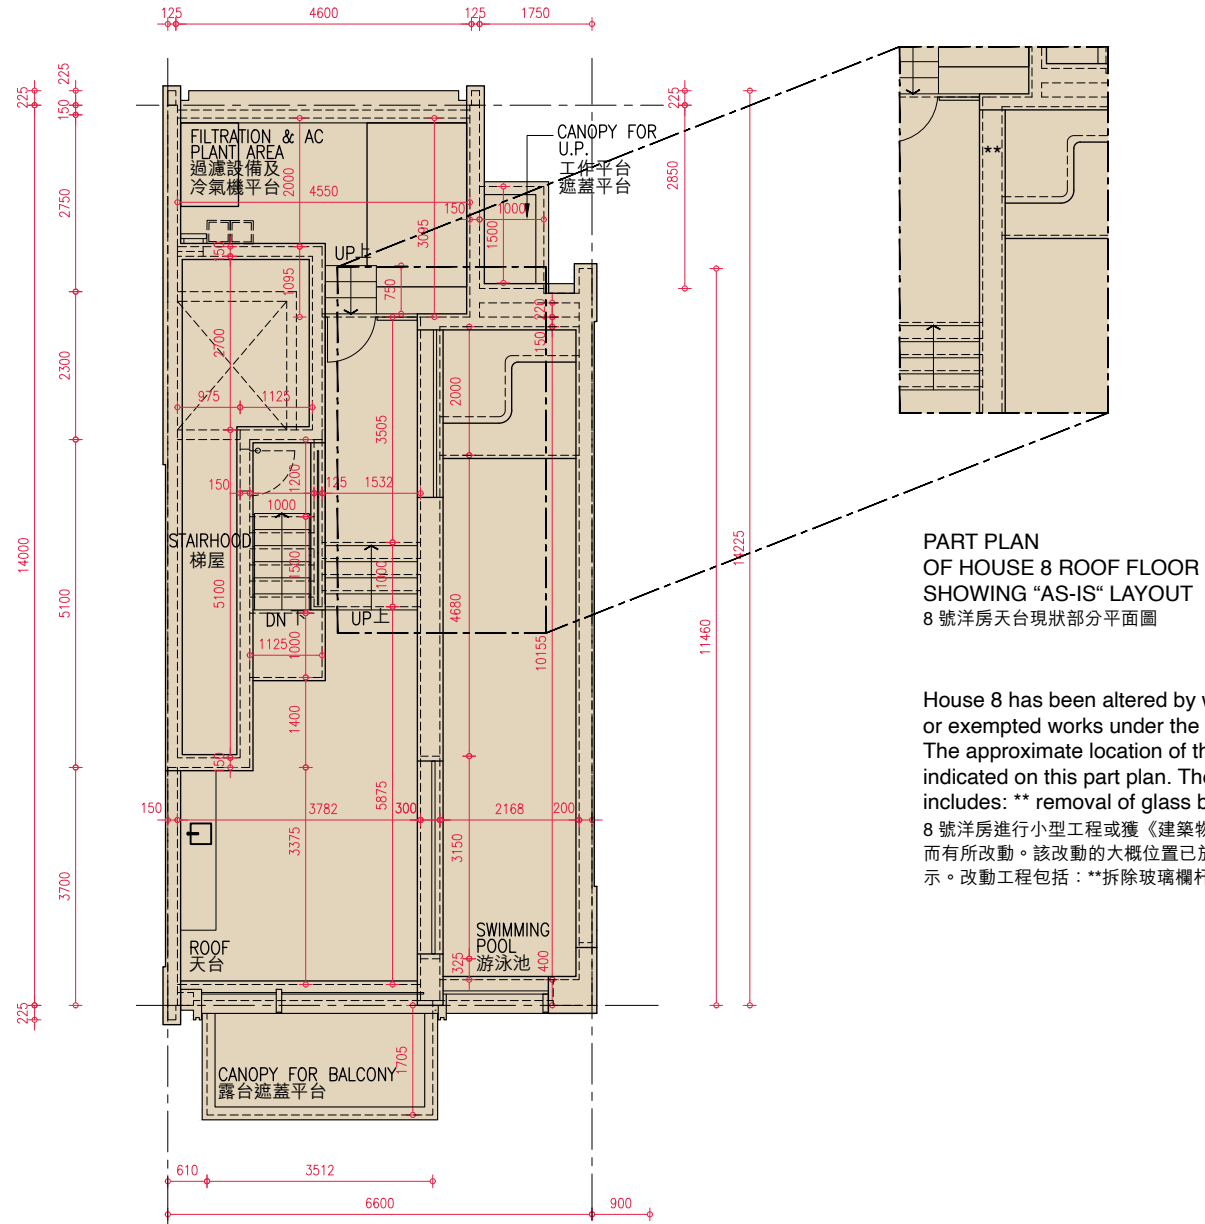 125 4600 125 1750
225
225
150
2750
2300
5100
14000
3700
225
FILTRATION & AC
PLANT AREA
過濾設備及
冷氣機平台
2000
4550
CANOPY FOR
U.P.
工作平台
遮蓋平台
225
2850
150 1000
1500
3095
UP上
150
1095
750
220
150
2700
975 1125
3505
2000
1200
150 125 1532
1000
STAIRHOOD
梯屋
1500
1000
5100
DN下 UP上
1000
1125
4680
10155
11460
14225
1400
150
5875
150 3782 300 2168 200
3375
3150
ROOF
天台
SWIMMING
POOL
游泳池
325
400
1705
CANOPY FOR BALCONY
露台遮蓋平台
610 3512
6600 900
**
PART PLAN
OF HOUSE 8 ROOF FLOOR
SHOWING “AS-IS“ LAYOUT
8 號洋房天台現狀部分平面圖
House 8 has been altered by
or exempted works under the
The approximate location of
indicated on this part plan.
includes: ** removal of glass
8 號洋房進行小型工程或獲《建築
而有所改動。該改動的大概位置已
示。改動工程包括：**拆除玻璃欄